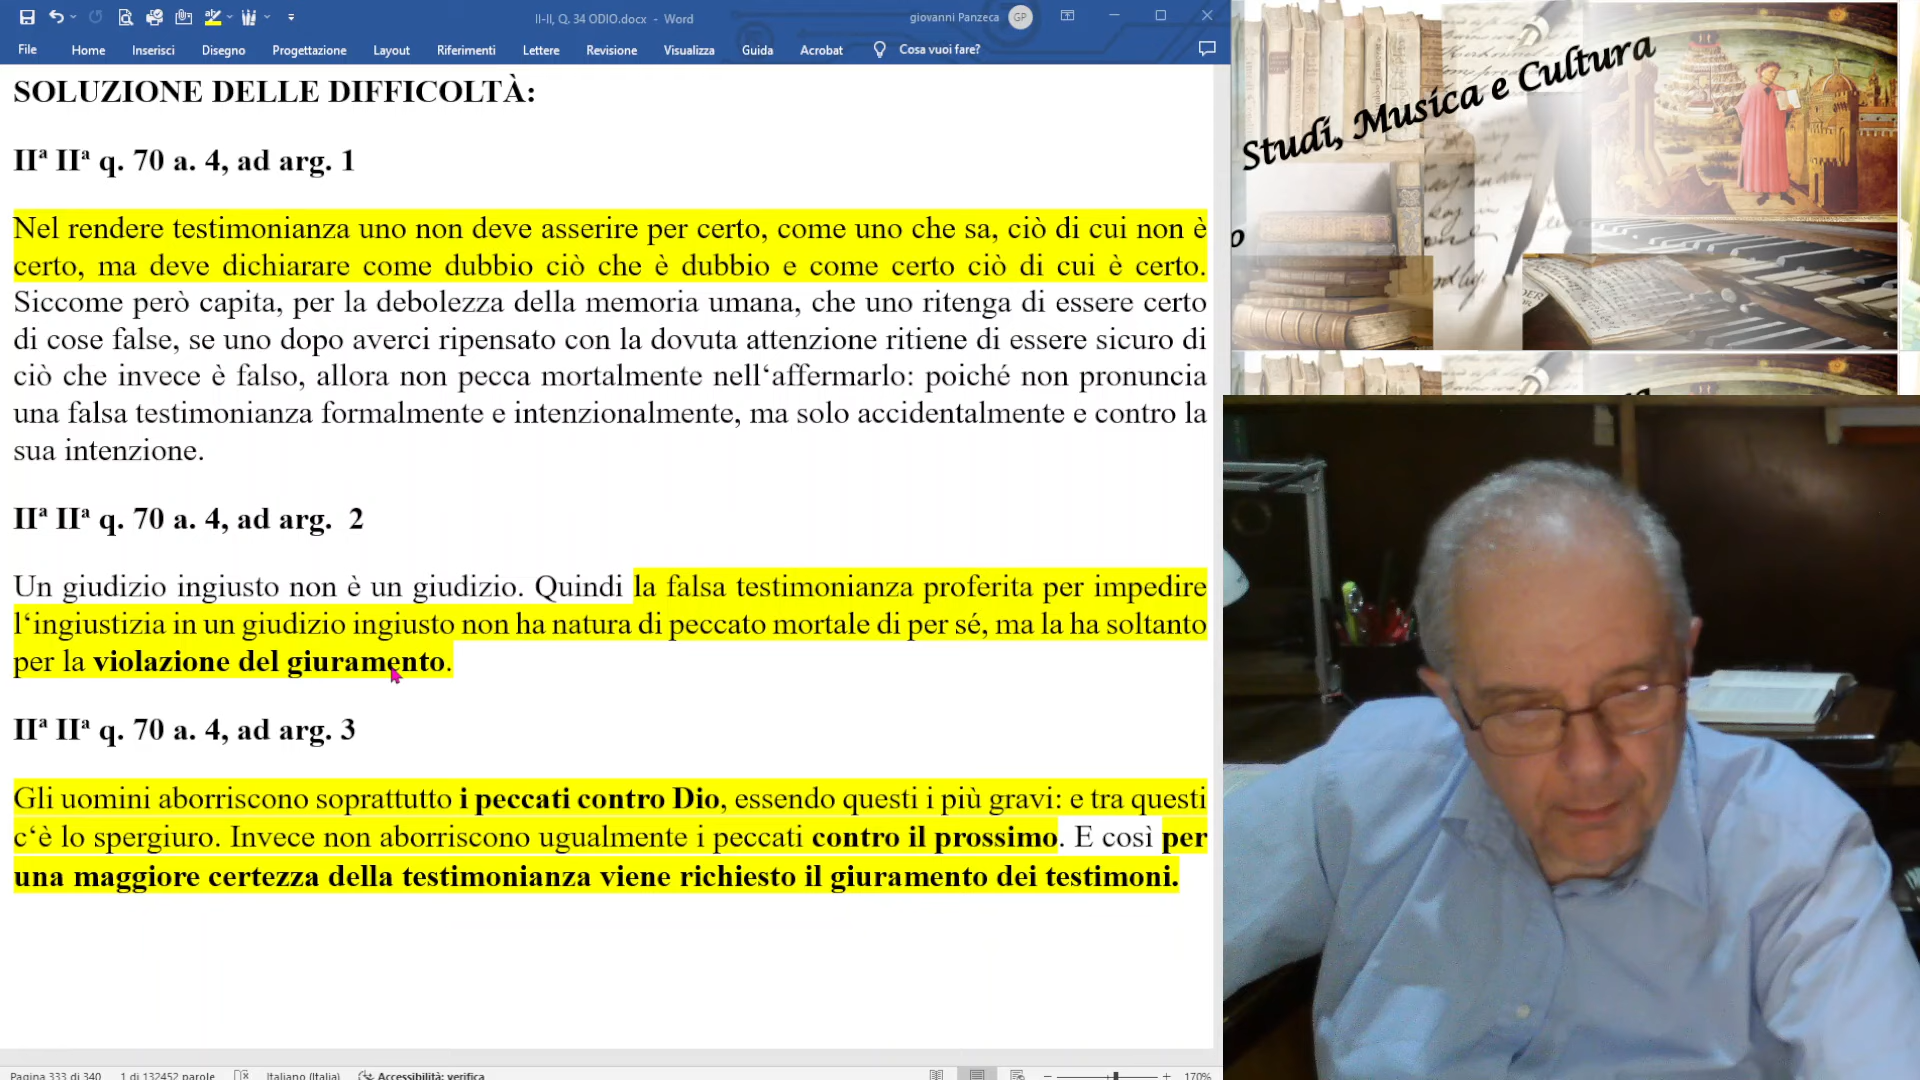 II-II, Q. 34 ODIO.docx - Word
giovanni Panzeca
GP
File Home Inserisci Disegno Progettazione Layout Riferimenti Lettere Revisione Visualizza Guida Acrobat Cosa vuoi fare?
SOLUZIONE DELLE DIFFICOLTÀ:
IIª IIª q. 70 a. 4, ad arg. 1
Nel rendere testimonianza uno non deve asserire per certo, come uno che sa, ciò di cui non è
certo, ma deve dichiarare come dubbio ciò che è dubbio e come certo ciò di cui è certo.
Siccome però capita, per la debolezza della memoria umana, che uno ritenga di essere certo
di cose false, se uno dopo averci ripensato con la dovuta attenzione ritiene di essere sicuro di
ciò che invece è falso, allora non pecca mortalmente nell‘affermarlo: poiché non pronuncia
una falsa testimonianza formalmente e intenzionalmente, ma solo accidentalmente e contro la
sua intenzione.
IIª IIª q. 70 a. 4, ad arg. 2
Un giudizio ingiusto non è un giudizio. Quindi la falsa testimonianza proferita per impedire
l‘ingiustizia in un giudizio ingiusto non ha natura di peccato mortale di per sé, ma la ha soltanto
per la violazione del giuramento.
IIª IIª q. 70 a. 4, ad arg. 3
Gli uomini aborriscono soprattutto i peccati contro Dio, essendo questi i più gravi: e tra questi
c‘è lo spergiuro. Invece non aborriscono ugualmente i peccati contro il prossimo. E così per
una maggiore certezza della testimonianza viene richiesto il giuramento dei testimoni.
Pagina 333 di 340 1 di 132452 parole Italiano (Italia) Accessibilità: verifica
170%
Studi, Musica e Cultura
o